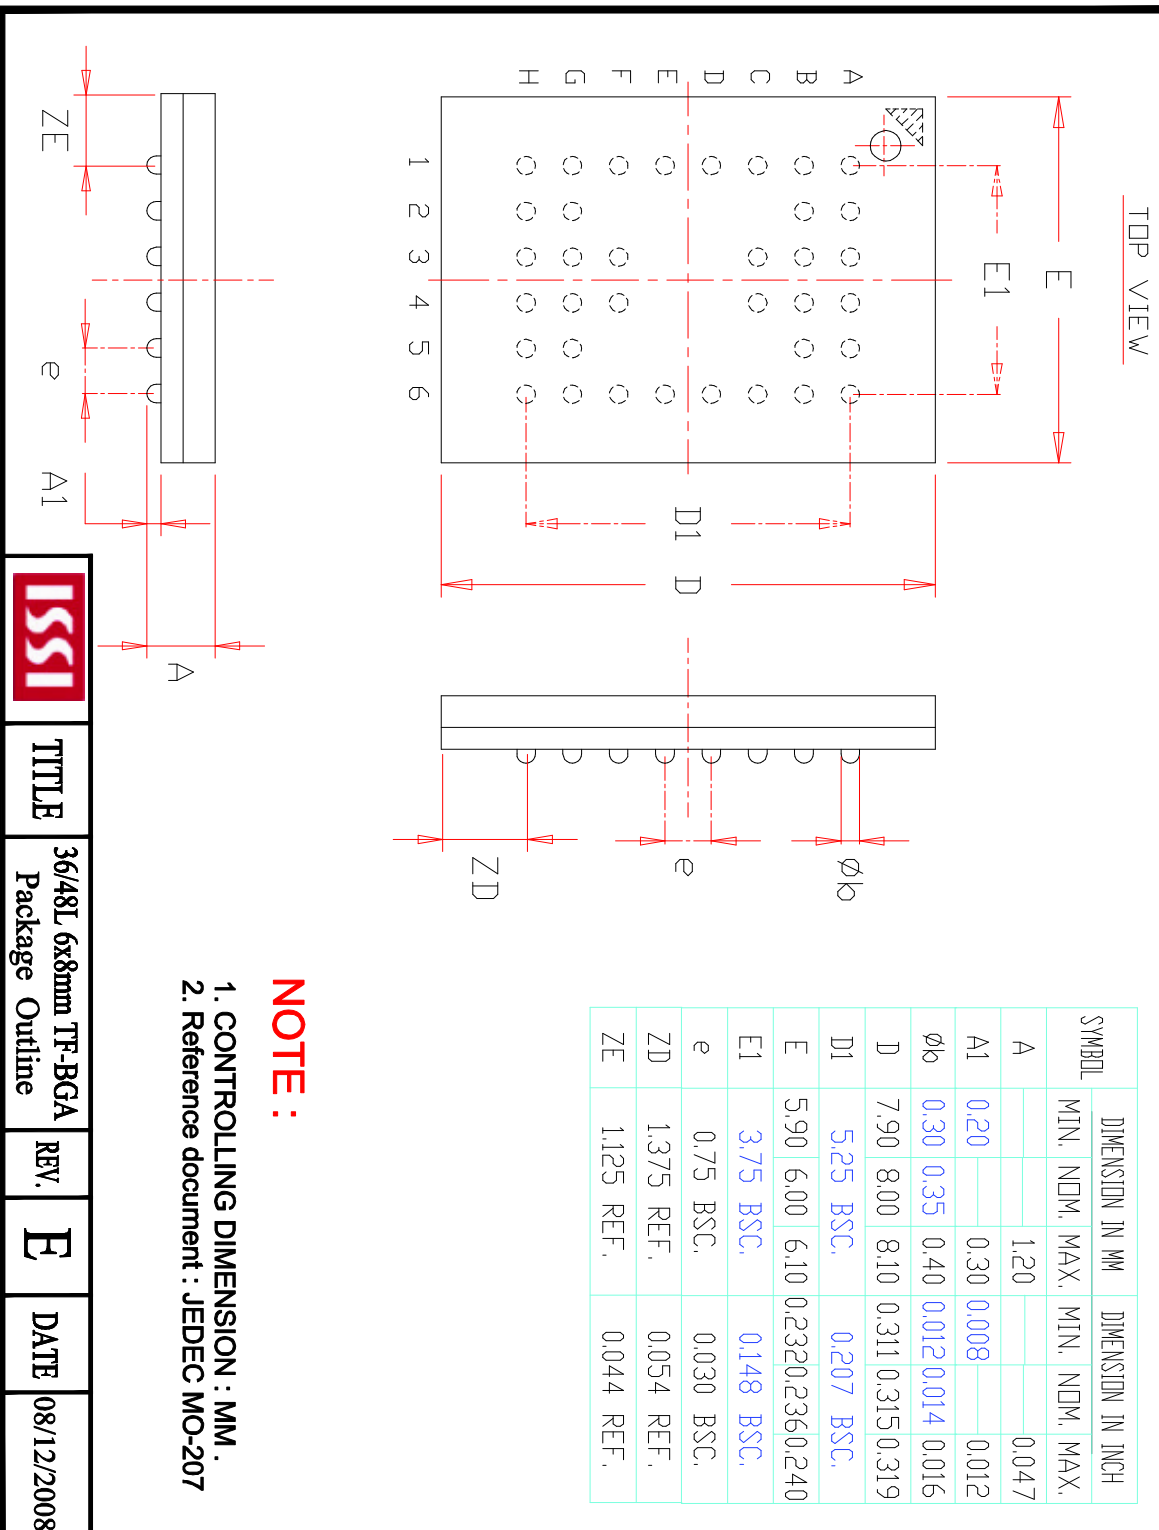 TOP VIEW
A B C D E F G H
1 2 3 4 5 6
E1
E
D1
D
ZE
e
A1
A
ZD
e
Øb
SYMBOL DIMENSION IN MM DIMENSION IN INCH
MIN. NOM. MAX. MIN. NOM. MAX.
A 1.20 0.047
A1 0.20 0.30 0.008 0.012
Øb 0.30 0.35 0.40 0.012 0.014 0.016
D 7.90 8.00 8.10 0.311 0.315 0.319
D1 5.25 BSC. 0.207 BSC.
E 5.90 6.00 6.10 0.232 0.236 0.240
E1 3.75 BSC. 0.148 BSC.
e 0.75 BSC. 0.030 BSC.
ZD 1.375 REF. 0.054 REF.
ZE 1.125 REF. 0.044 REF.
NOTE :
1. CONTROLLING DIMENSION : MM .
2. Reference document : JEDEC MO-207
ISSI
TITLE
36/48L 6x8mm TF-BGA
Package Outline
REV.
E
DATE
08/12/2008